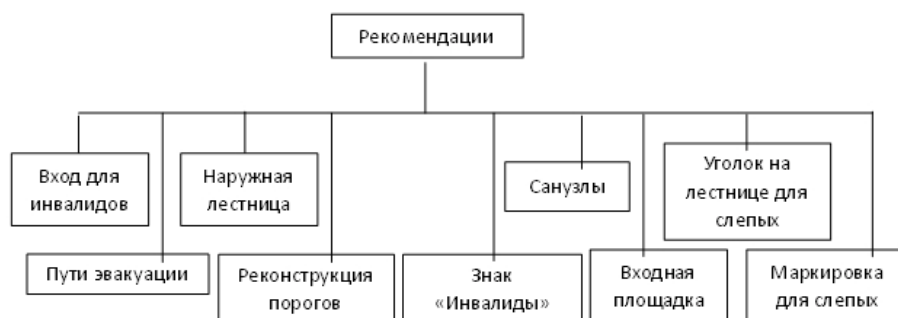 Рекомендации
Вход для
инвалидов
Наружная
лестница
Санузлы
Уголок на
лестнице для
слепых
Пути эвакуации
Реконструкция
порогов
Знак
«Инвалиды»
Входная
площадка
Маркировка
для слепых